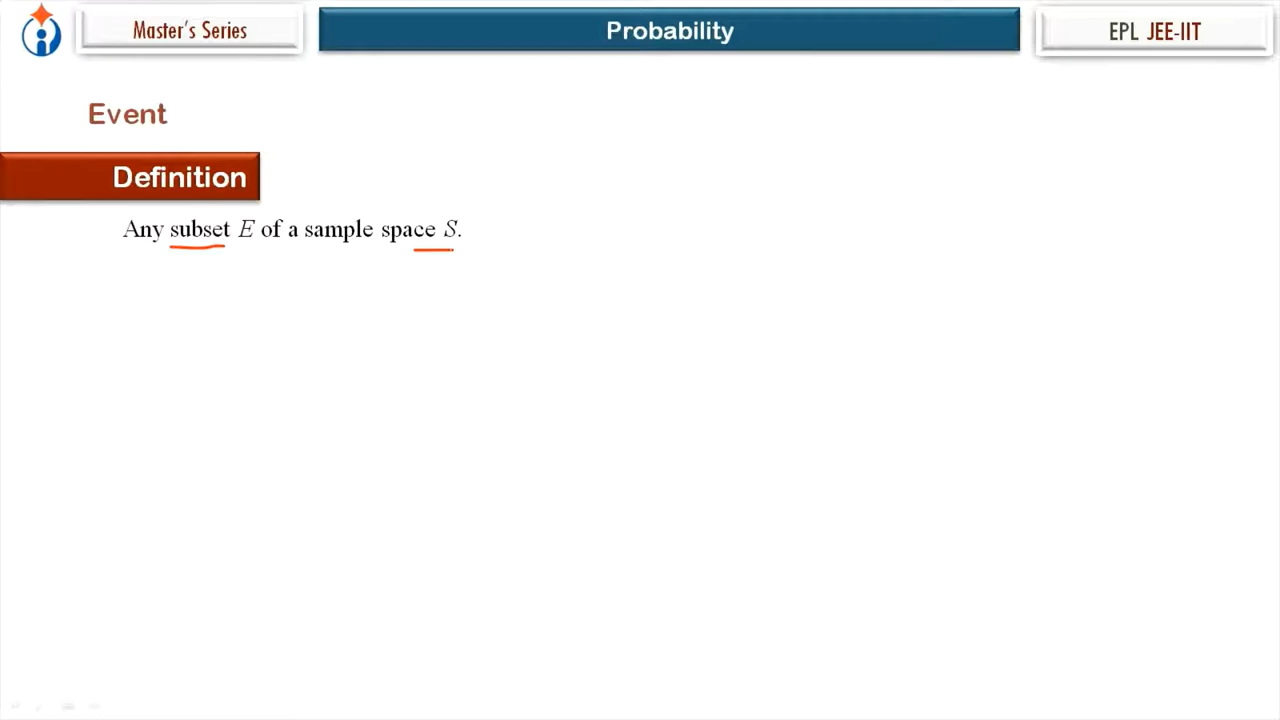 Master's Series
Probability
EPL JEE-IIT
Event
Definition
Any subset E of a sample space S.